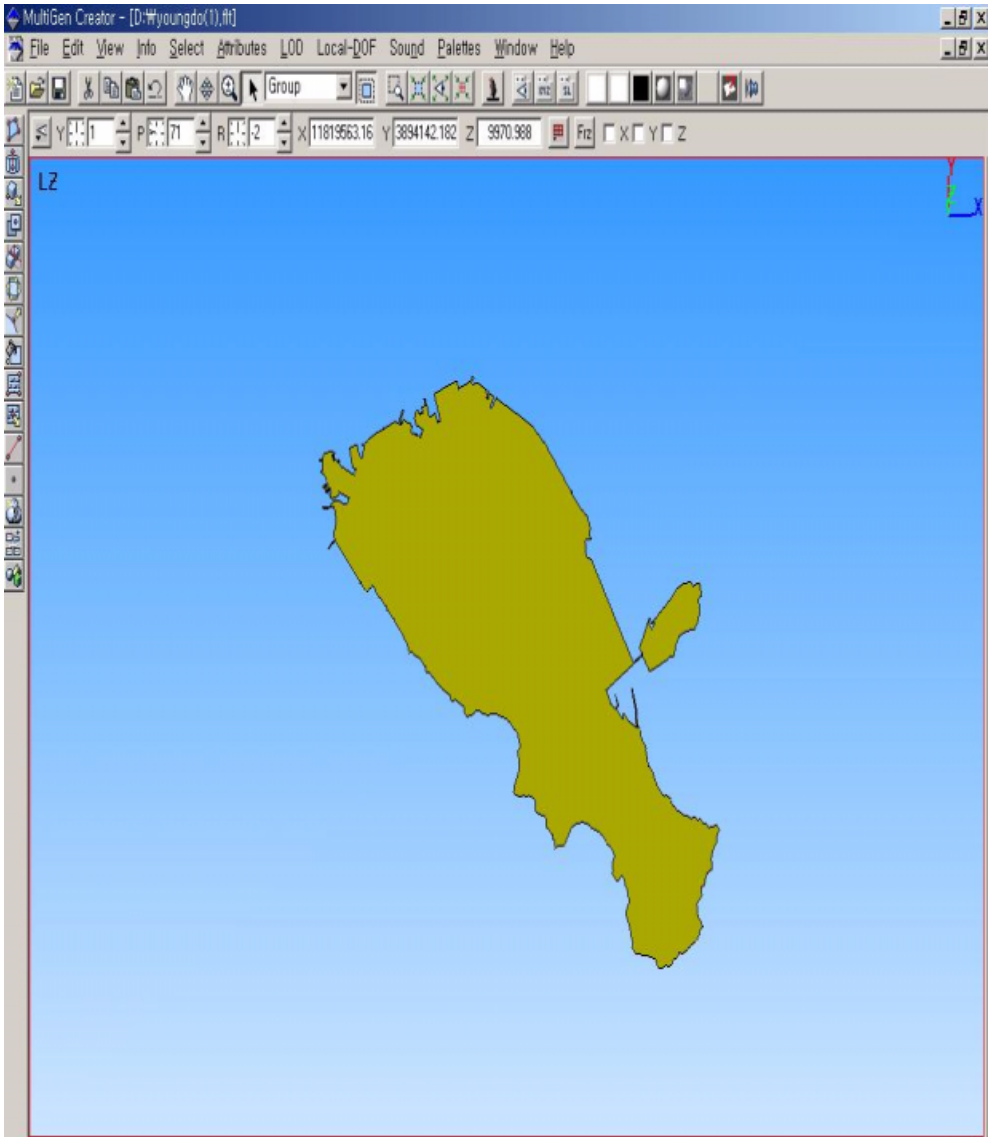 MultiGen Creator - [D:₩youngdo(1),flt]
File Edit View Info Select Attributes LOD Local-DOF Sound Palettes Window Help
Group
Y 1 P 71 R -2 X 11819563.16 Y 3894142.182 Z 9970.988 Frz X Y Z
LZ
Y
Z
X